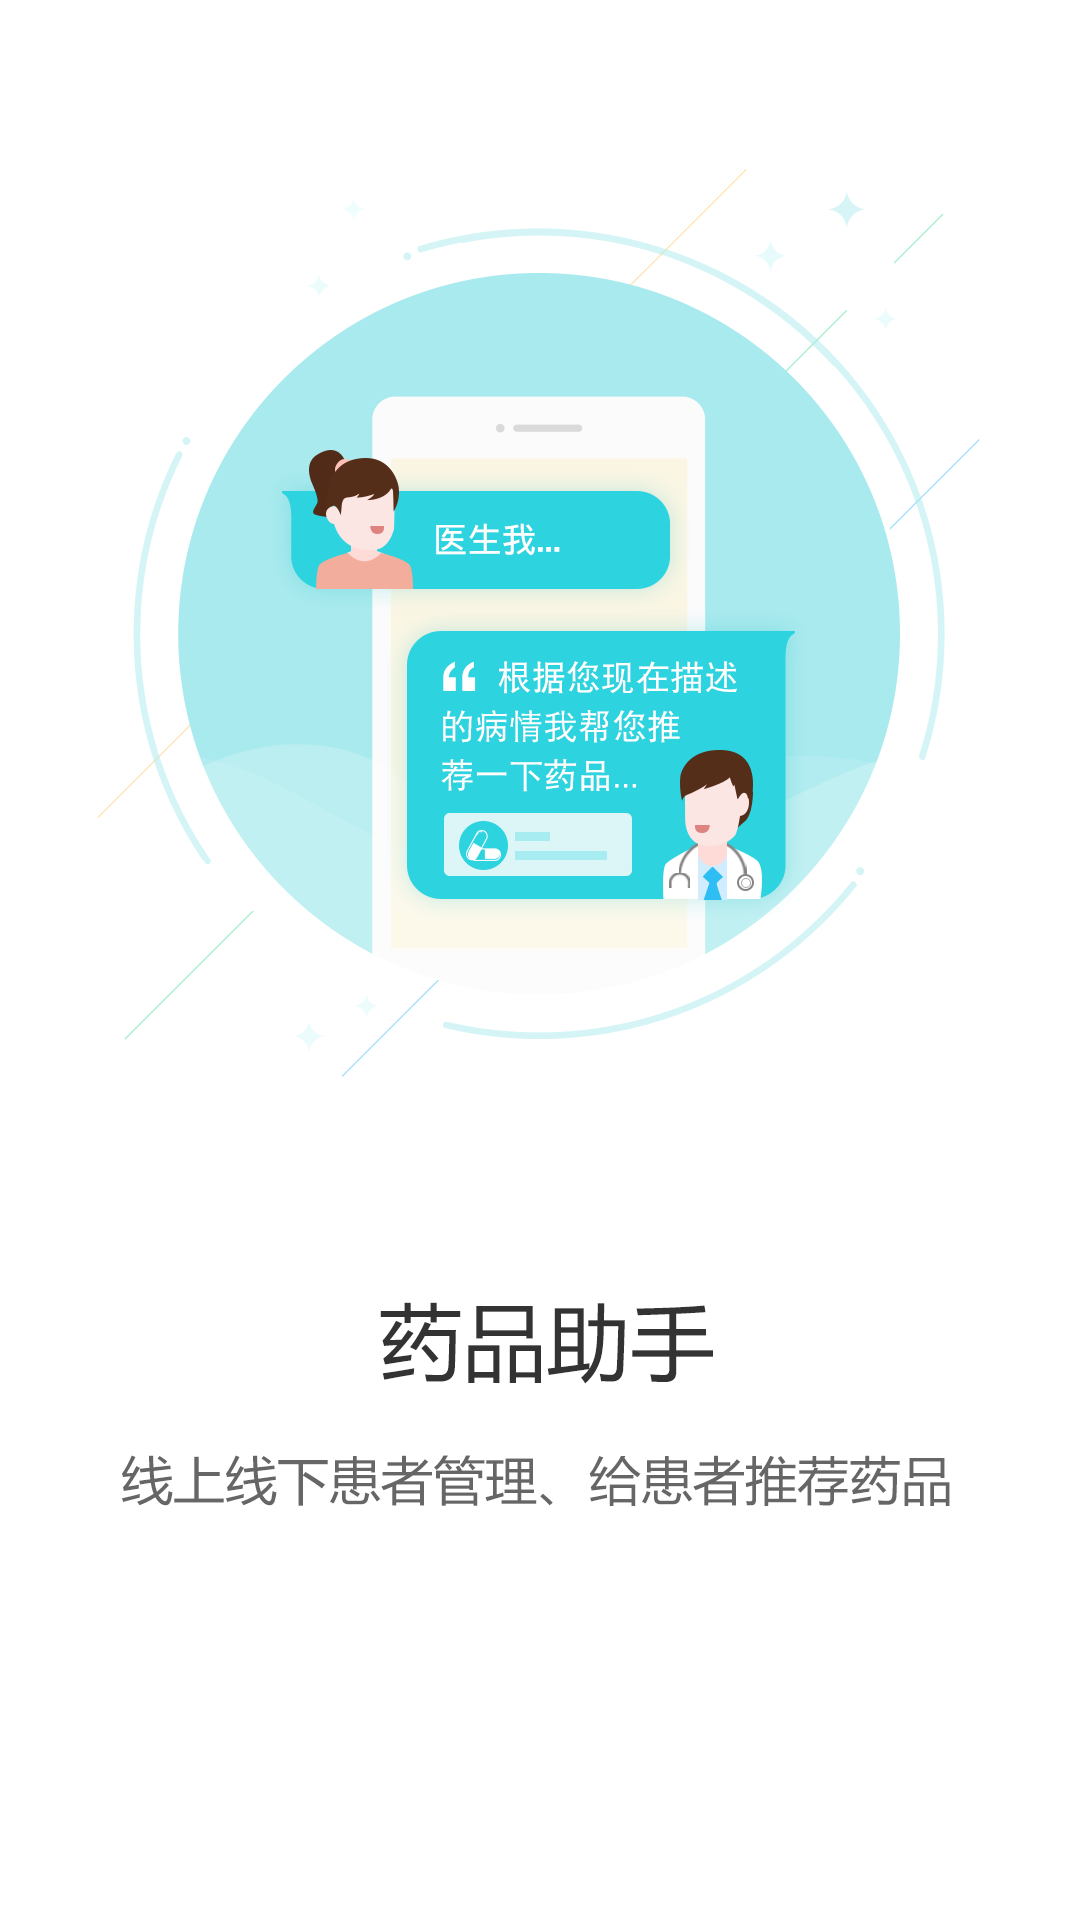 医生我...
“ 根据您现在描述
的病情我帮您推
荐一下药品...
药品助手
线上线下患者管理、给患者推荐药品